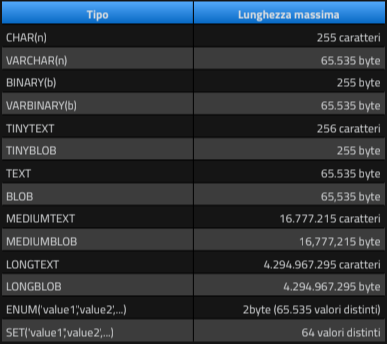 Tipo Lunghezza massima
CHAR(n) 255 caratteri
VARCHAR(n) 65.535 byte
BINARY(b) 255 byte
VARBINARY(b) 65.535 byte
TINYTEXT 256 caratteri
TINYBLOB 255 byte
TEXT 65.535 byte
BLOB 65,535 byte
MEDIUMTEXT 16.777.215 caratteri
MEDIUMBLOB 16,777,215 byte
LONGTEXT 4.294.967.295 caratteri
LONGBLOB 4.294.967.295 byte
ENUM('value1','value2',...) 2byte (65.535 valori distinti)
SET('value1','value2',...) 64 valori distinti